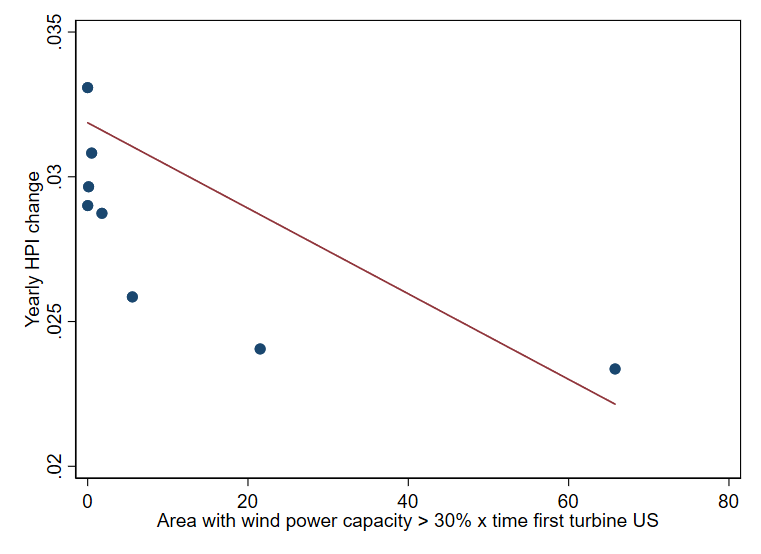 .035
.03
.025
.02
Yearly HPI change
0 20 40 60 80
Area with wind power capacity > 30% x time first turbine US